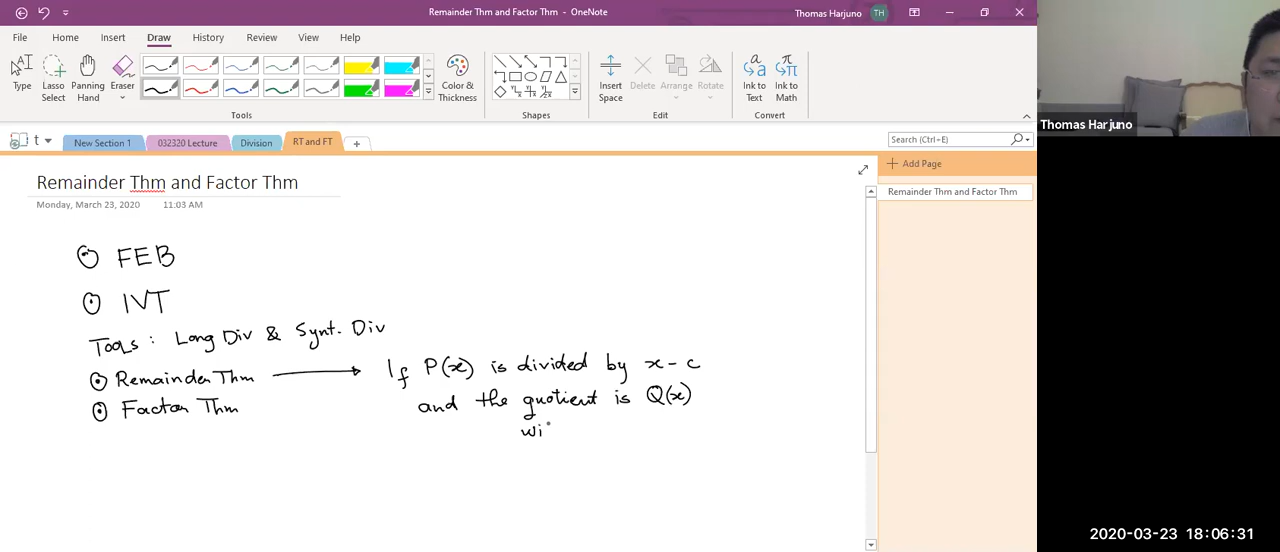 Remainder Thm and Factor Thm - OneNote
Thomas Harjuno TH
File Home Insert Draw History Review View Help
Type
Lasso Select
Panning Hand
Eraser
Color & Thickness
Insert Space
Delete
Arrange
Rotate
Ink to Text
Ink to Math
Tools Shapes Edit Convert
t New Section 1 032320 Lecture Division RT and FT
Search (Ctrl+E)
Add Page
Remainder Thm and Factor Thm
Remainder Thm and Factor Thm
Monday, March 23, 2020 11:03 AM
FEB
IVT
Tools : Long Div & Synt. Div
Remainder Thm → If P(x) is divided by x - c
Factor Thm and the quotient is Q(x)
wi
Thomas Harjuno
2020-03-23 18:06:31